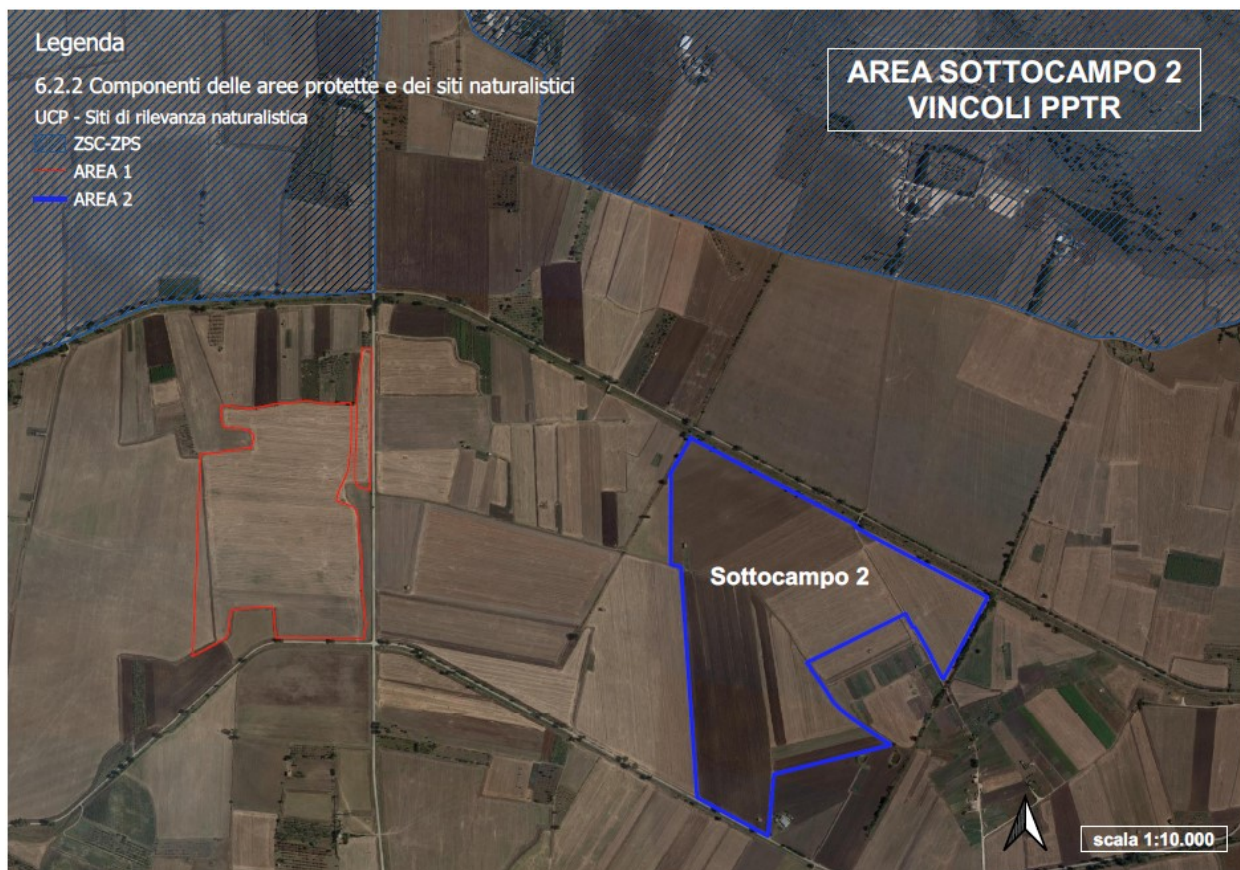 Legenda
6.2.2 Componenti delle aree protette e dei siti naturalistici
UCP - Siti di rilevanza naturalistica
ZSC-ZPS
AREA 1
AREA 2
AREA SOTTOCAMPO 2
VINCOLI PPTR
Sottocampo 2
scala 1:10.000